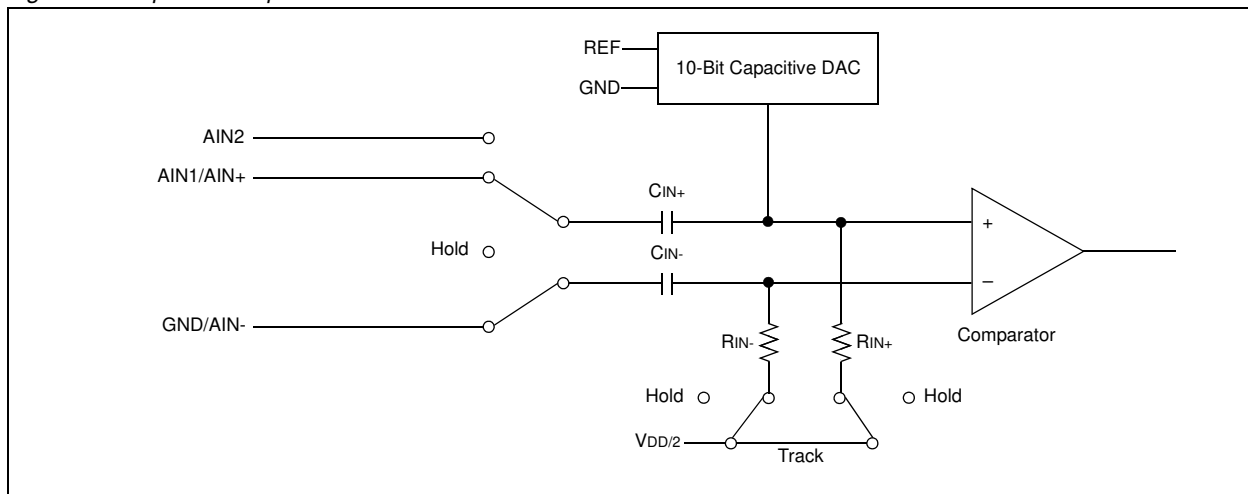 REF
10-Bit Capacitive DAC
GND
AIN2
AIN1/AIN+
CIN+
Hold
CIN-
+
–
GND/AIN-
RIN-
RIN+
Comparator
Hold
Hold
VDD/2
Track